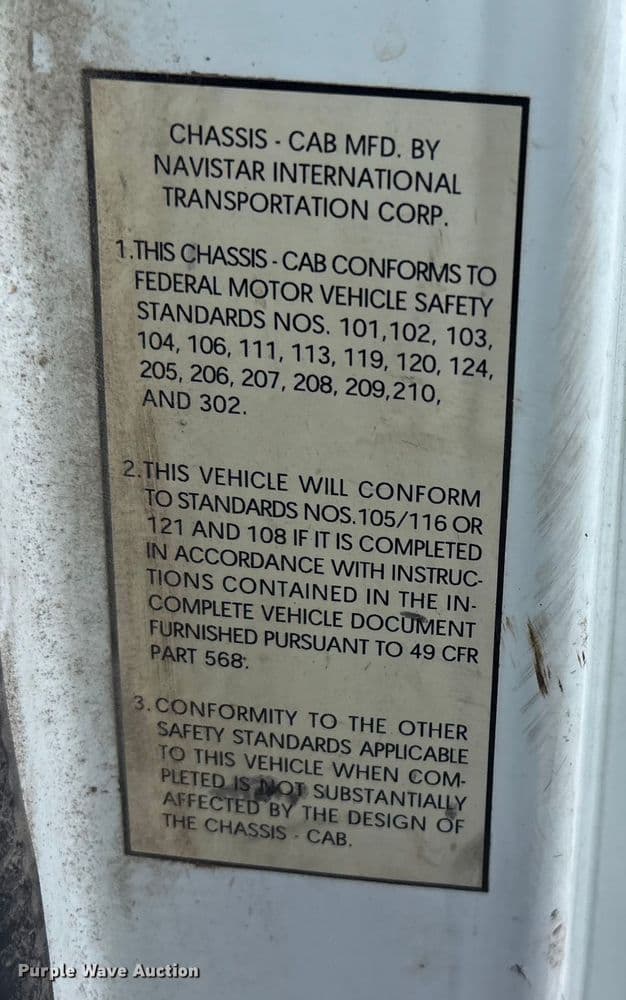 CHASSIS - CAB MFD. BY
NAVISTAR INTERNATIONAL
TRANSPORTATION CORP.
1.THIS CHASSIS - CAB CONFORMS TO
FEDERAL MOTOR VEHICLE SAFETY
STANDARDS NOS. 101,102, 103,
104, 106, 111, 113, 119, 120, 124,
205, 206, 207, 208, 209,210,
AND 302.
2.THIS VEHICLE WILL CONFORM
TO STANDARDS NOS.105/116 OR
121 AND 108 IF IT IS COMPLETED
IN ACCORDANCE WITH INSTRUC-
TIONS CONTAINED IN THE IN-
COMPLETE VEHICLE DOCUMENT
FURNISHED PURSUANT TO 49 CFR
PART 568.
3. CONFORMITY TO THE OTHER
SAFETY STANDARDS APPLICABLE
TO THIS VEHICLE WHEN COM-
PLETED IS NOT SUBSTANTIALLY
AFFECTED BY THE DESIGN OF
THE CHASSIS - CAB.
Purple Wave Auction